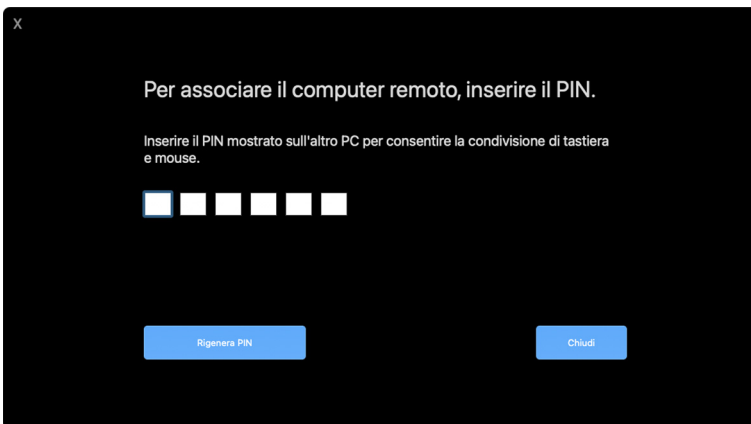 X
Per associare il computer remoto, inserire il PIN.
Inserire il PIN mostrato sull'altro PC per consentire la condivisione di tastiera
e mouse.
Rigenera PIN
Chiudi